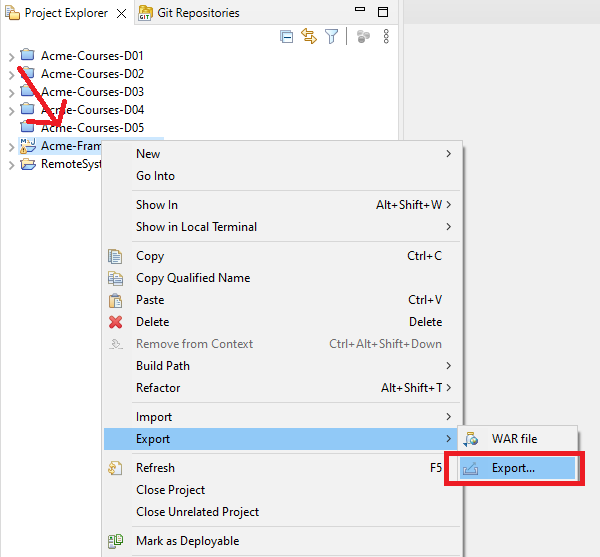 Project Explorer Git Repositories
Acme-Courses-D01
Acme-Courses-D02
Acme-Courses-D03
Acme-Courses-D04
Acme-Courses-D05
Acme-Fram
RemoteSyst
New
Go Into
Show In Alt+Shift+W
Show in Local Terminal
Copy Ctrl+C
Copy Qualified Name
Paste Ctrl+V
Delete Delete
Remove from Context Ctrl+Alt+Shift+Down
Build Path
Refactor Alt+Shift+T
Import
Export WAR file
Refresh F5 Export...
Close Project
Close Unrelated Project
Mark as Deployable